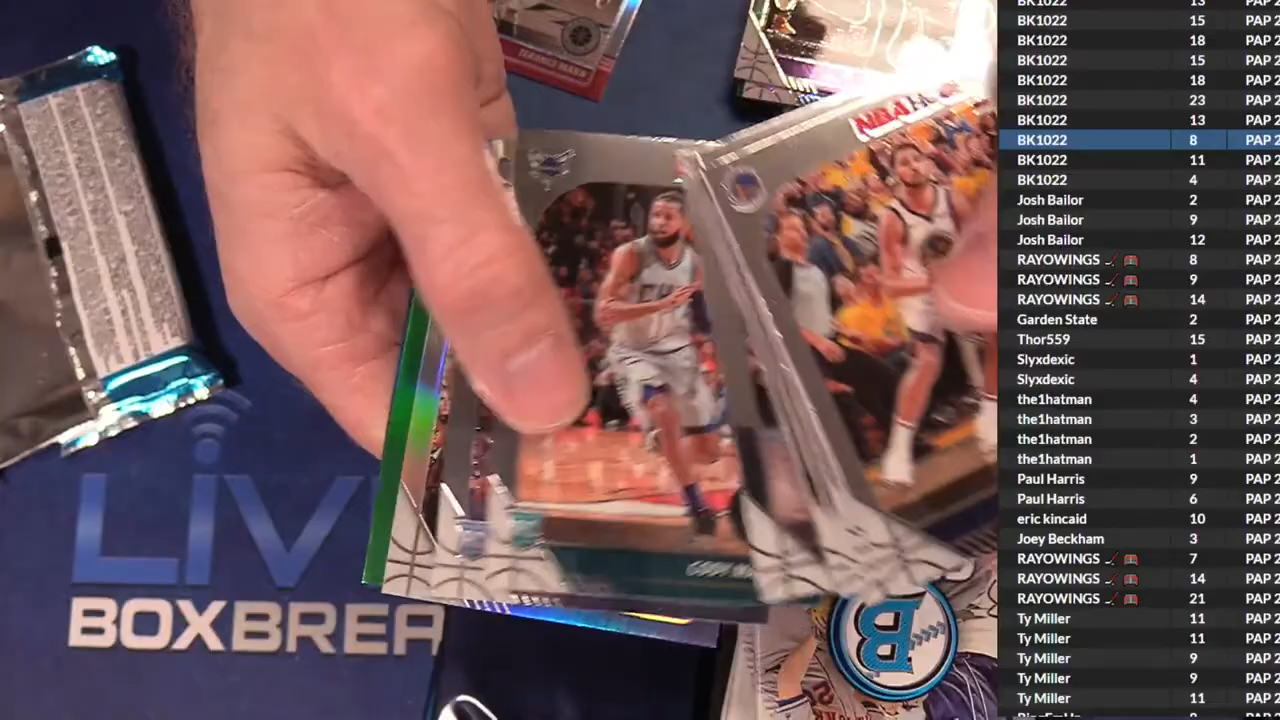 BK1022 13 PAP 2
BK1022 15 PAP 2
BK1022 18 PAP 2
BK1022 15 PAP 2
BK1022 18 PAP 2
BK1022 23 PAP 2
BK1022 13 PAP 2
BK1022 8 PAP 2
BK1022 11 PAP 2
BK1022 4 PAP 2
Josh Bailor 2 PAP 2
Josh Bailor 9 PAP 2
Josh Bailor 12 PAP 2
RAYOWINGS 8 PAP 2
RAYOWINGS 9 PAP 2
RAYOWINGS 14 PAP 2
Garden State 2 PAP 2
Thor559 15 PAP 2
Slyxdexic 1 PAP 2
Slyxdexic 4 PAP 2
the1hatman 4 PAP 2
the1hatman 3 PAP 2
the1hatman 2 PAP 2
the1hatman 1 PAP 2
Paul Harris 9 PAP 2
Paul Harris 6 PAP 2
eric kincaid 10 PAP 2
Joey Beckham 3 PAP 2
RAYOWINGS 7 PAP 2
RAYOWINGS 14 PAP 2
RAYOWINGS 21 PAP 2
Ty Miller 11 PAP 2
Ty Miller 11 PAP 2
Ty Miller 9 PAP 2
Ty Miller 9 PAP 2
Ty Miller 11 PAP 2
NBA
LIV
BOXBREA
B